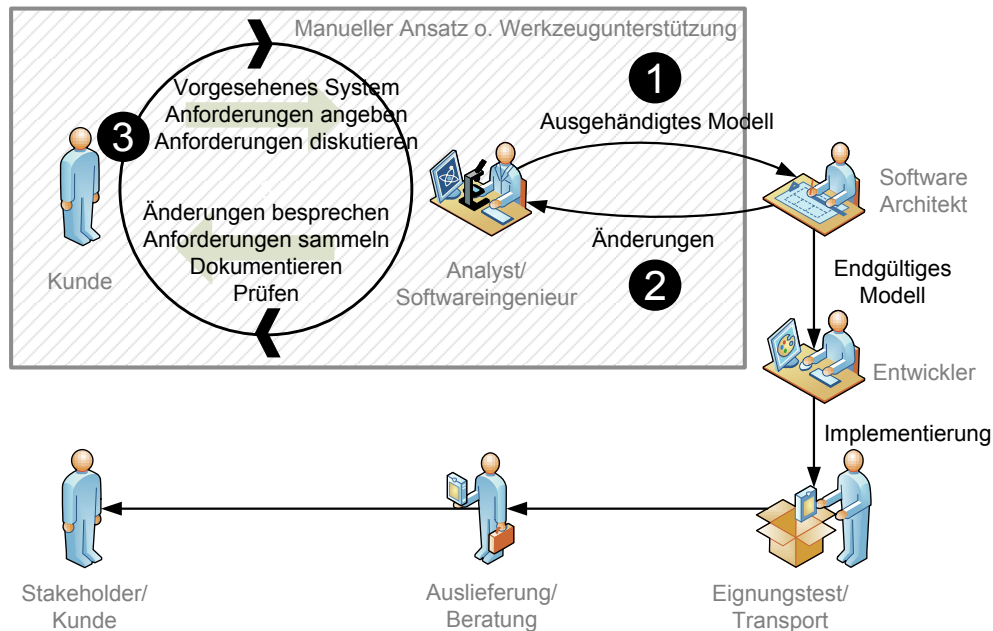 Manueller Ansatz o. Werkzeugunterstützung
1
Vorgesehenes System
Anforderungen angeben
3
Anforderungen diskutieren
Ausgehändigtes Modell
Software
Architekt
Änderungen besprechen
Anforderungen sammeln
Dokumentieren
Prüfen
Kunde
Analyst/
Softwareingenieur
Änderungen
2
Endgültiges
Modell
Entwickler
Implementierung
Stakeholder/
Kunde
Auslieferung/
Beratung
Eignungstest/
Transport